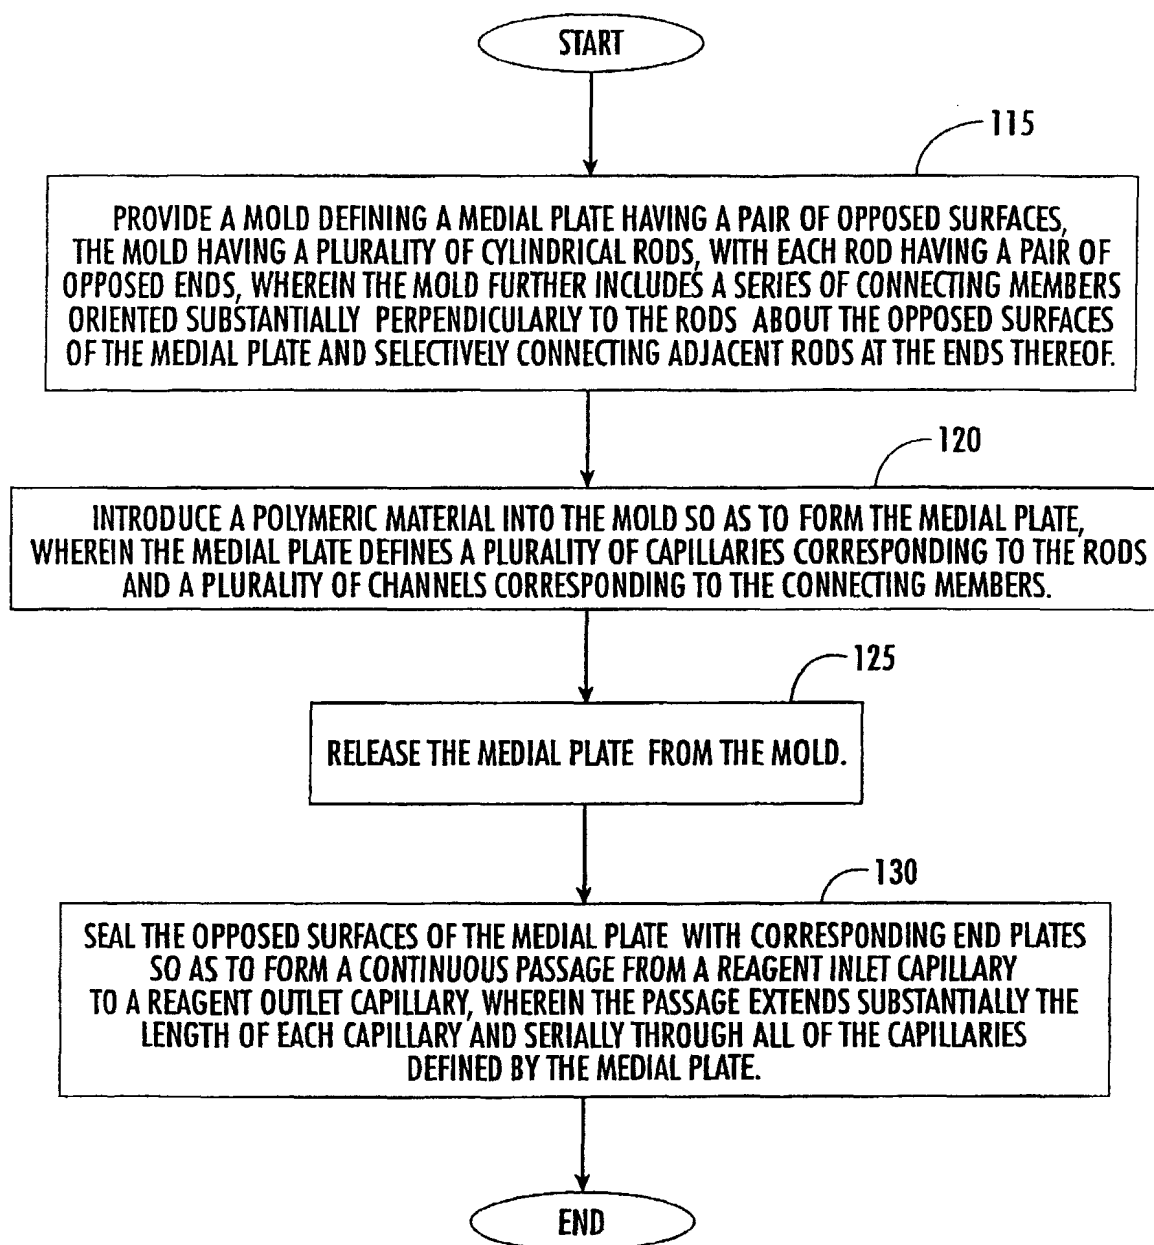 START
115
PROVIDE A MOLD DEFINING A MEDIAL PLATE HAVING A PAIR OF OPPOSED SURFACES,
THE MOLD HAVING A PLURALITY OF CYLINDRICAL RODS, WITH EACH ROD HAVING A PAIR OF
OPPOSED ENDS, WHEREIN THE MOLD FURTHER INCLUDES A SERIES OF CONNECTING MEMBERS
ORIENTED SUBSTANTIALLY PERPENDICULARLY TO THE RODS ABOUT THE OPPOSED SURFACES
OF THE MEDIAL PLATE AND SELECTIVELY CONNECTING ADJACENT RODS AT THE ENDS THEREOF.
120
INTRODUCE A POLYMERIC MATERIAL INTO THE MOLD SO AS TO FORM THE MEDIAL PLATE,
WHEREIN THE MEDIAL PLATE DEFINES A PLURALITY OF CAPILLARIES CORRESPONDING TO THE RODS
AND A PLURALITY OF CHANNELS CORRESPONDING TO THE CONNECTING MEMBERS.
125
RELEASE THE MEDIAL PLATE FROM THE MOLD.
130
SEAL THE OPPOSED SURFACES OF THE MEDIAL PLATE WITH CORRESPONDING END PLATES
SO AS TO FORM A CONTINUOUS PASSAGE FROM A REAGENT INLET CAPILLARY
TO A REAGENT OUTLET CAPILLARY, WHEREIN THE PASSAGE EXTENDS SUBSTANTIALLY THE
LENGTH OF EACH CAPILLARY AND SERIALLY THROUGH ALL OF THE CAPILLARIES
DEFINED BY THE MEDIAL PLATE.
END